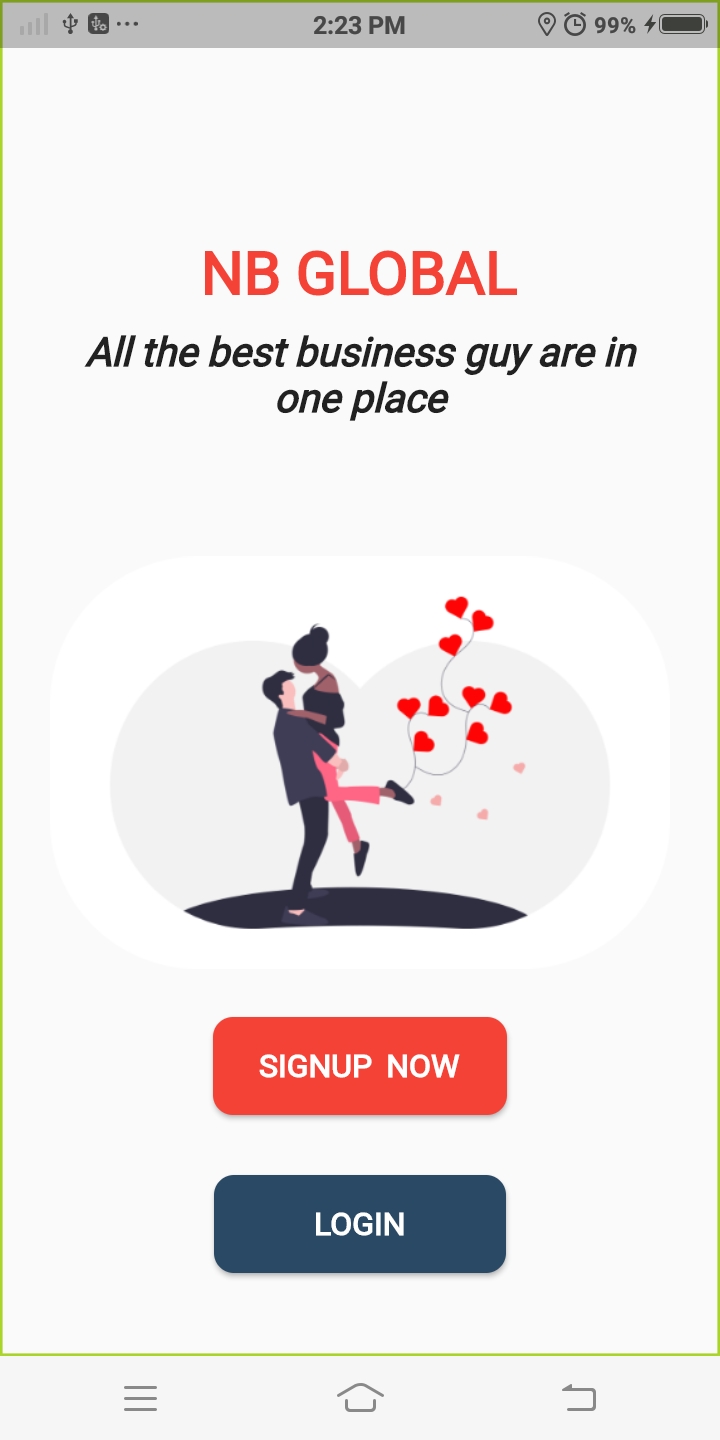 2:23 PM
99%
NB GLOBAL
All the best business guy are in
one place
SIGNUP NOW
LOGIN